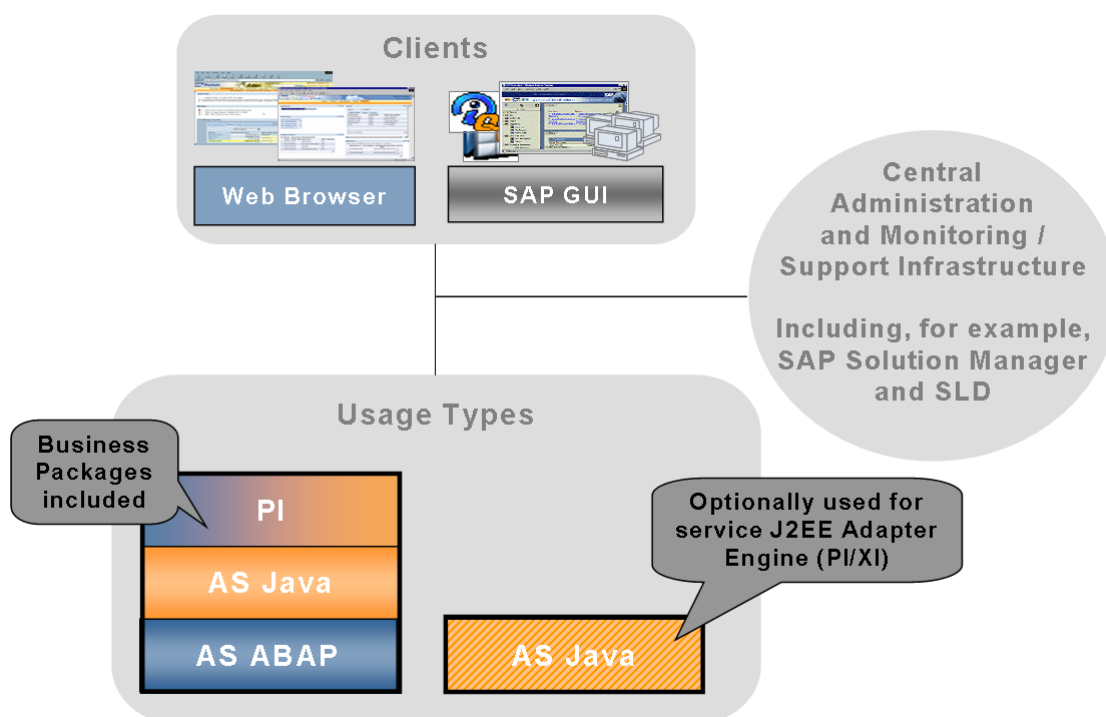 Clients
Web Browser
SAP GUI
Central
Administration
and Monitoring /
Support Infrastructure
Including, for example,
SAP Solution Manager
and SLD
Usage Types
Business
Packages
included
PI
AS Java
AS ABAP
Optionally used for
service J2EE Adapter
Engine (PI/XI)
AS Java